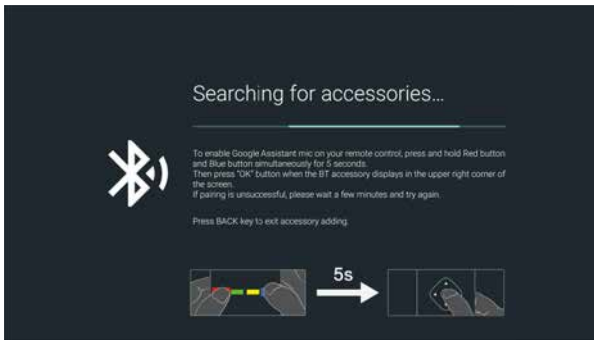 Searching for accessories...
To enable Google Assistant mic on your remote control, press and hold Red button
and Blue button aimultaneously for 5 seconds.
Then press "OK" button when the BT accessory displays in the upper right corner of
the screen.
If pairing is unsuccessful, please wait a few minutes and try again.
Press BACK key to exit accessory adding.
5s